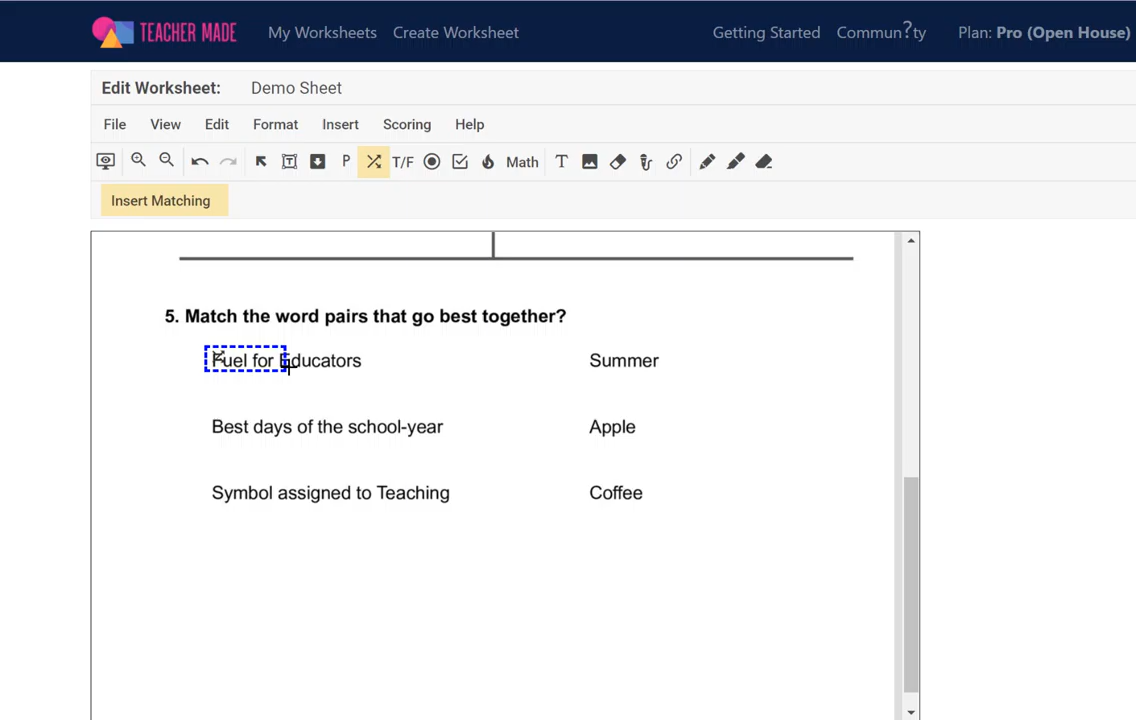 TEACHER MADE My Worksheets Create Worksheet Getting Started Commun?ty Plan: Pro (Open House)
Edit Worksheet: Demo Sheet
File View Edit Format Insert Scoring Help
P T/F Math T
Insert Matching
5. Match the word pairs that go best together?
Fuel for Educators Summer
Best days of the school-year Apple
Symbol assigned to Teaching Coffee